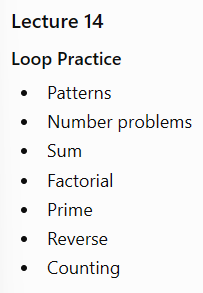 Lecture 14
Loop Practice
• Patterns
• Number problems
• Sum
• Factorial
• Prime
• Reverse
• Counting